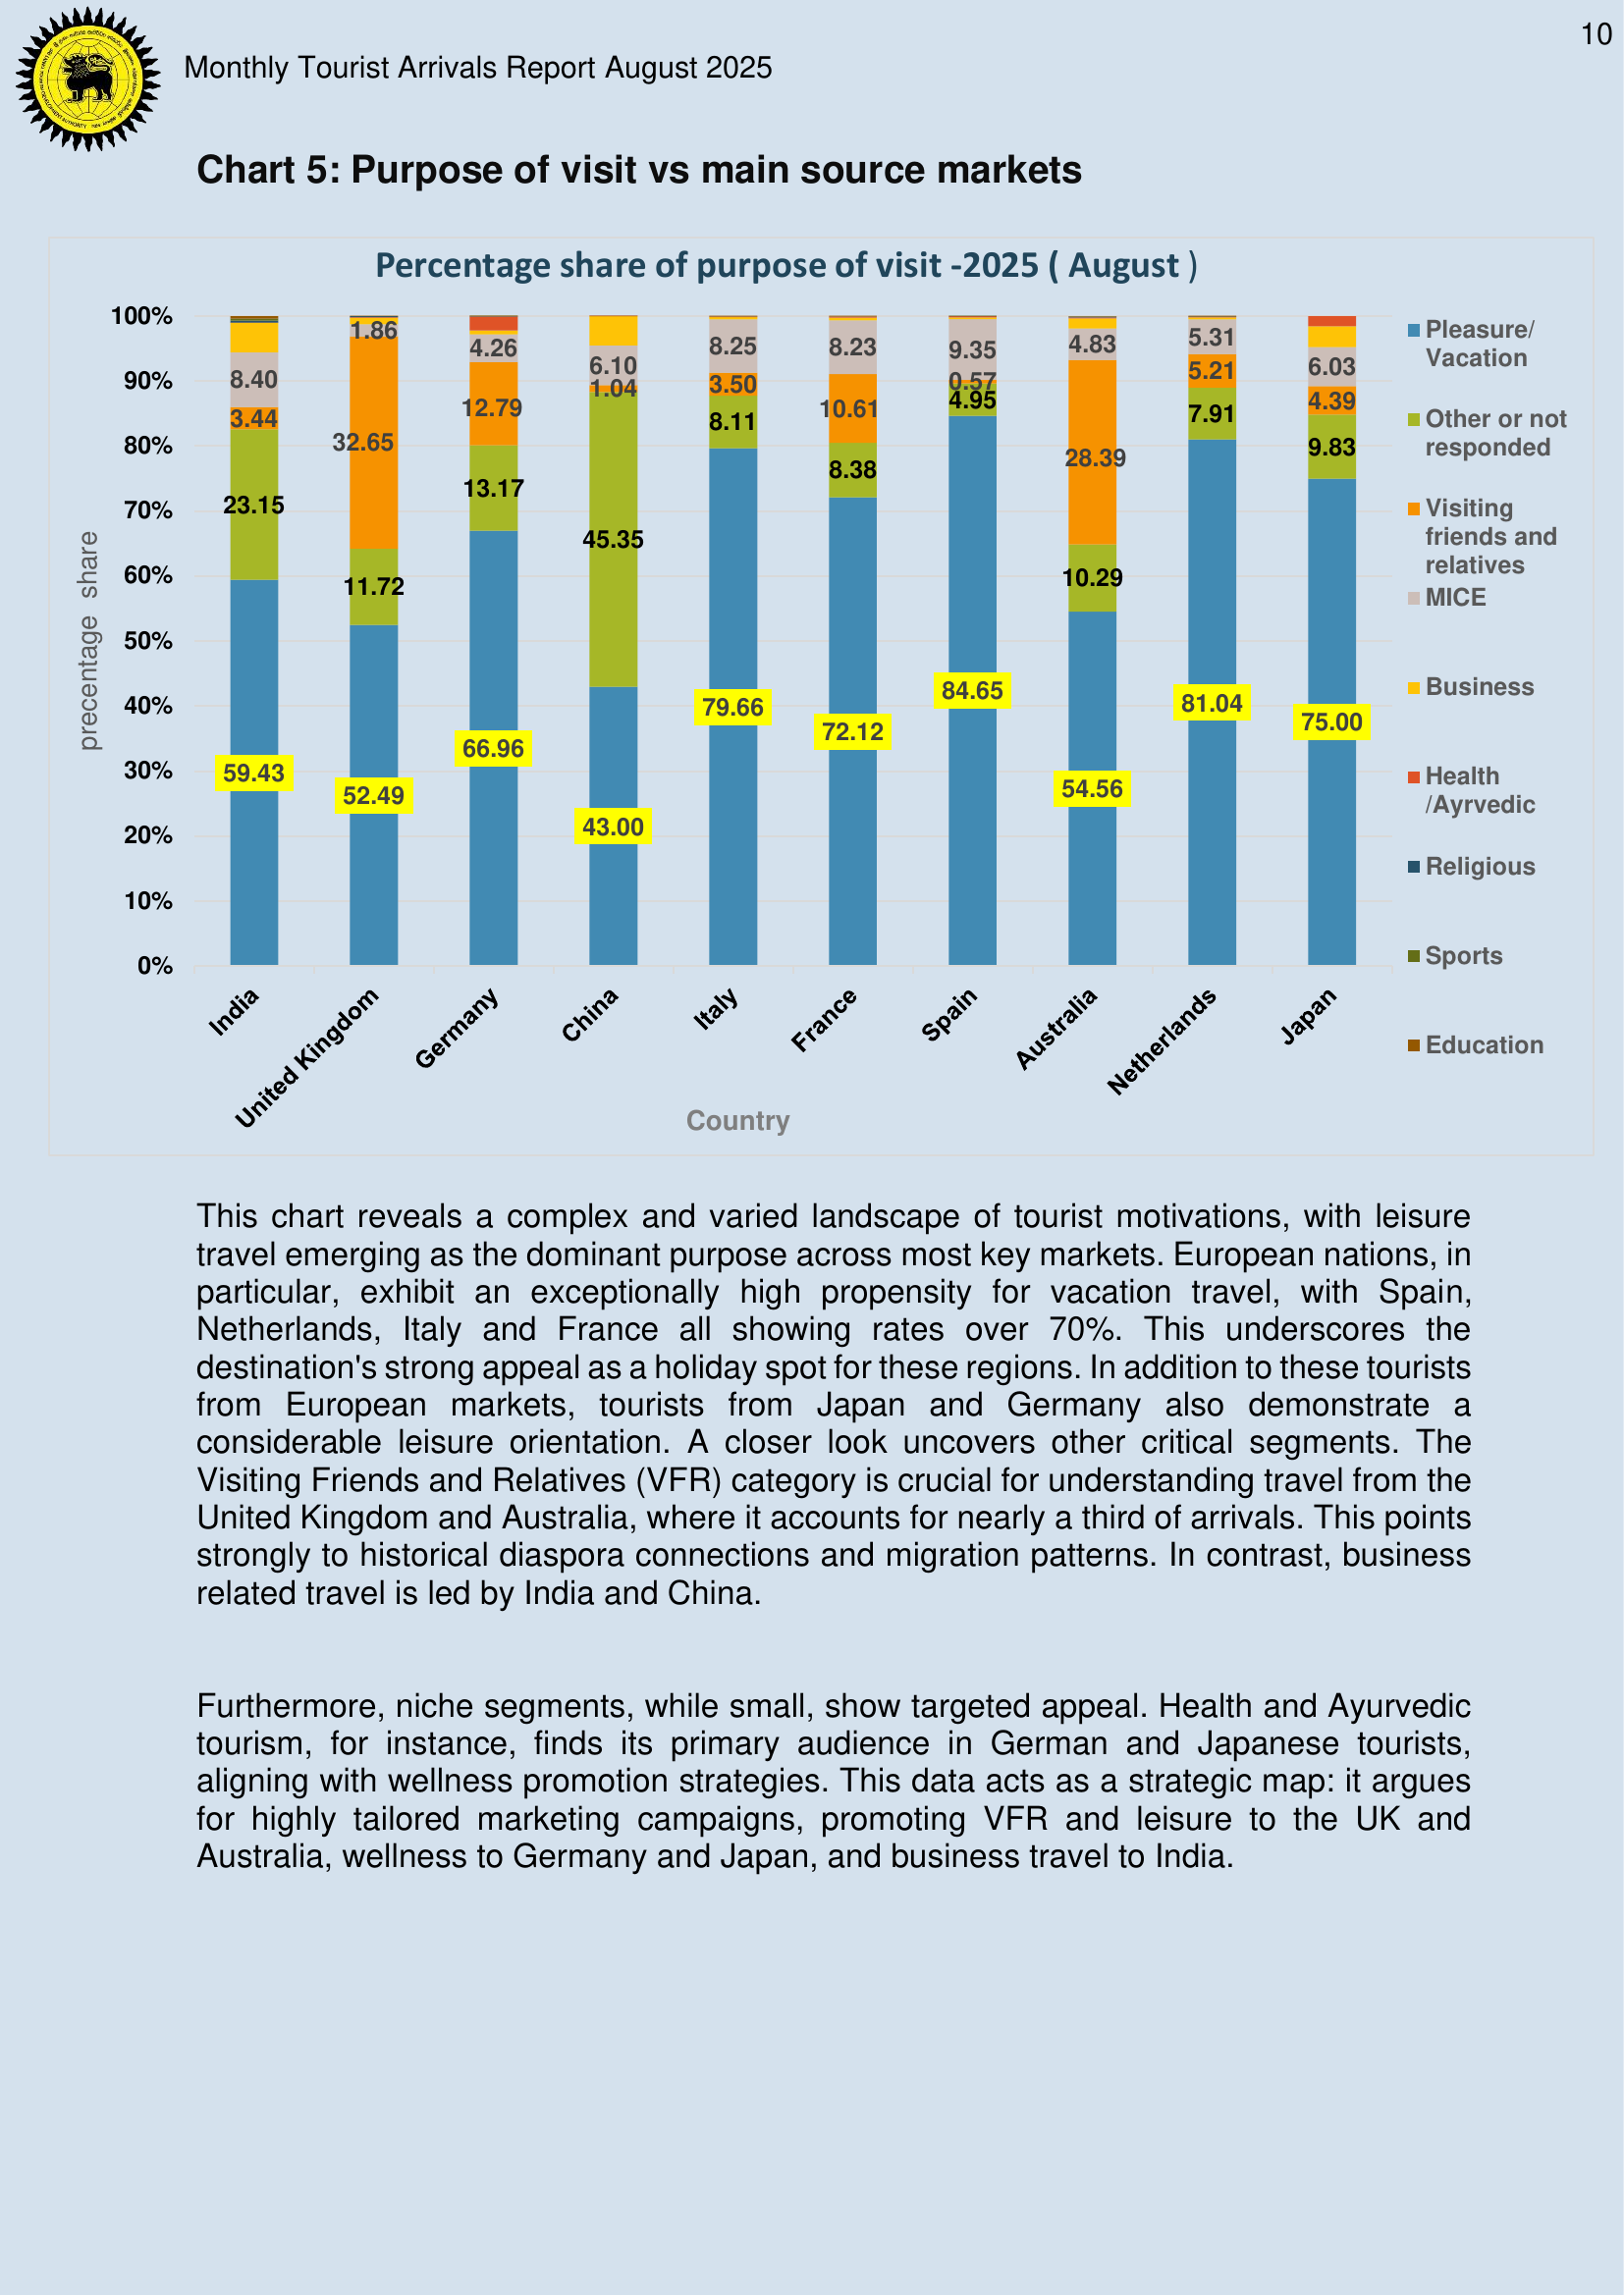 10
Monthly Tourist Arrivals Report August 2025
Chart 5: Purpose of visit vs main source markets
Percentage share of purpose of visit -2025 ( August )
precentage share
100%
90%
80%
70%
60%
50%
40%
30%
20%
10%
0%
8.40
3.44
23.15
59.43
1.86
32.65
11.72
52.49
4.26
12.79
13.17
66.96
6.10
1.04
45.35
43.00
8.25
3.50
8.11
79.66
8.23
10.61
8.38
72.12
9.35
0.57
4.95
84.65
4.83
28.39
10.29
54.56
5.31
5.21
7.91
81.04
6.03
4.39
9.83
75.00
India
United Kingdom
Germany
China
Italy
France
Spain
Australia
Netherlands
Japan
Country
Pleasure/
Vacation
Other or not
responded
Visiting
friends and
relatives
MICE
Business
Health
/Ayrvedic
Religious
Sports
Education
This chart reveals a complex and varied landscape of tourist motivations, with leisure
travel emerging as the dominant purpose across most key markets. European nations, in
particular, exhibit an exceptionally high propensity for vacation travel, with Spain,
Netherlands, Italy and France all showing rates over 70%. This underscores the
destination's strong appeal as a holiday spot for these regions. In addition to these tourists
from European markets, tourists from Japan and Germany also demonstrate a
considerable leisure orientation. A closer look uncovers other critical segments. The
Visiting Friends and Relatives (VFR) category is crucial for understanding travel from the
United Kingdom and Australia, where it accounts for nearly a third of arrivals. This points
strongly to historical diaspora connections and migration patterns. In contrast, business
related travel is led by India and China.
Furthermore, niche segments, while small, show targeted appeal. Health and Ayurvedic
tourism, for instance, finds its primary audience in German and Japanese tourists,
aligning with wellness promotion strategies. This data acts as a strategic map: it argues
for highly tailored marketing campaigns, promoting VFR and leisure to the UK and
Australia, wellness to Germany and Japan, and business travel to India.